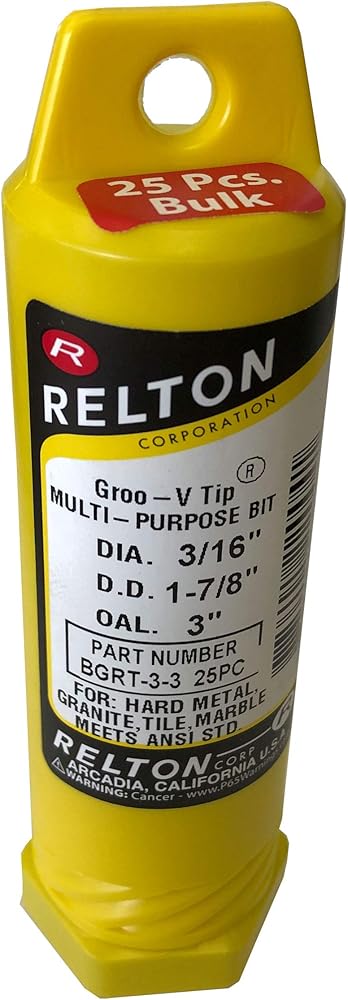 25 Pcs.
Bulk
R
RELTON
CORPORATION
Groo-V Tip ®
MULTI-PURPOSE BIT
DIA. 3/16"
D.D. 1-7/8"
OAL. 3"
PART NUMBER
BGRT-3-3 25PC
FOR: HARD METAL,
GRANITE, TILE, MARBLE
MEETS ANSI STD.
RELTON CORP
ARCADIA, CALIFORNIA U.S.A.
⚠WARNING: Cancer - www.P65Warnings